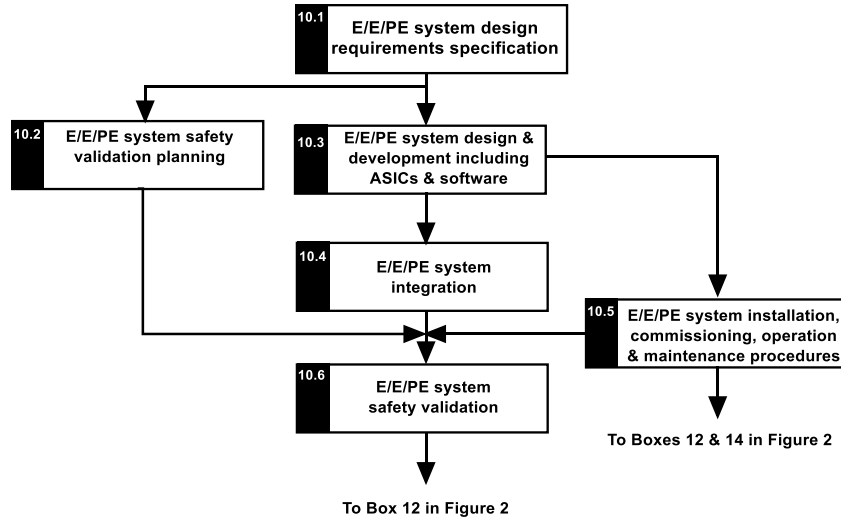 10.1
E/E/PE system design
requirements specification
10.2
E/E/PE system safety
validation planning
10.3
E/E/PE system design &
development including
ASICs & software
10.4
E/E/PE system
integration
10.5
E/E/PE system installation,
commissioning, operation
& maintenance procedures
10.6
E/E/PE system
safety validation
To Boxes 12 & 14 in Figure 2
To Box 12 in Figure 2